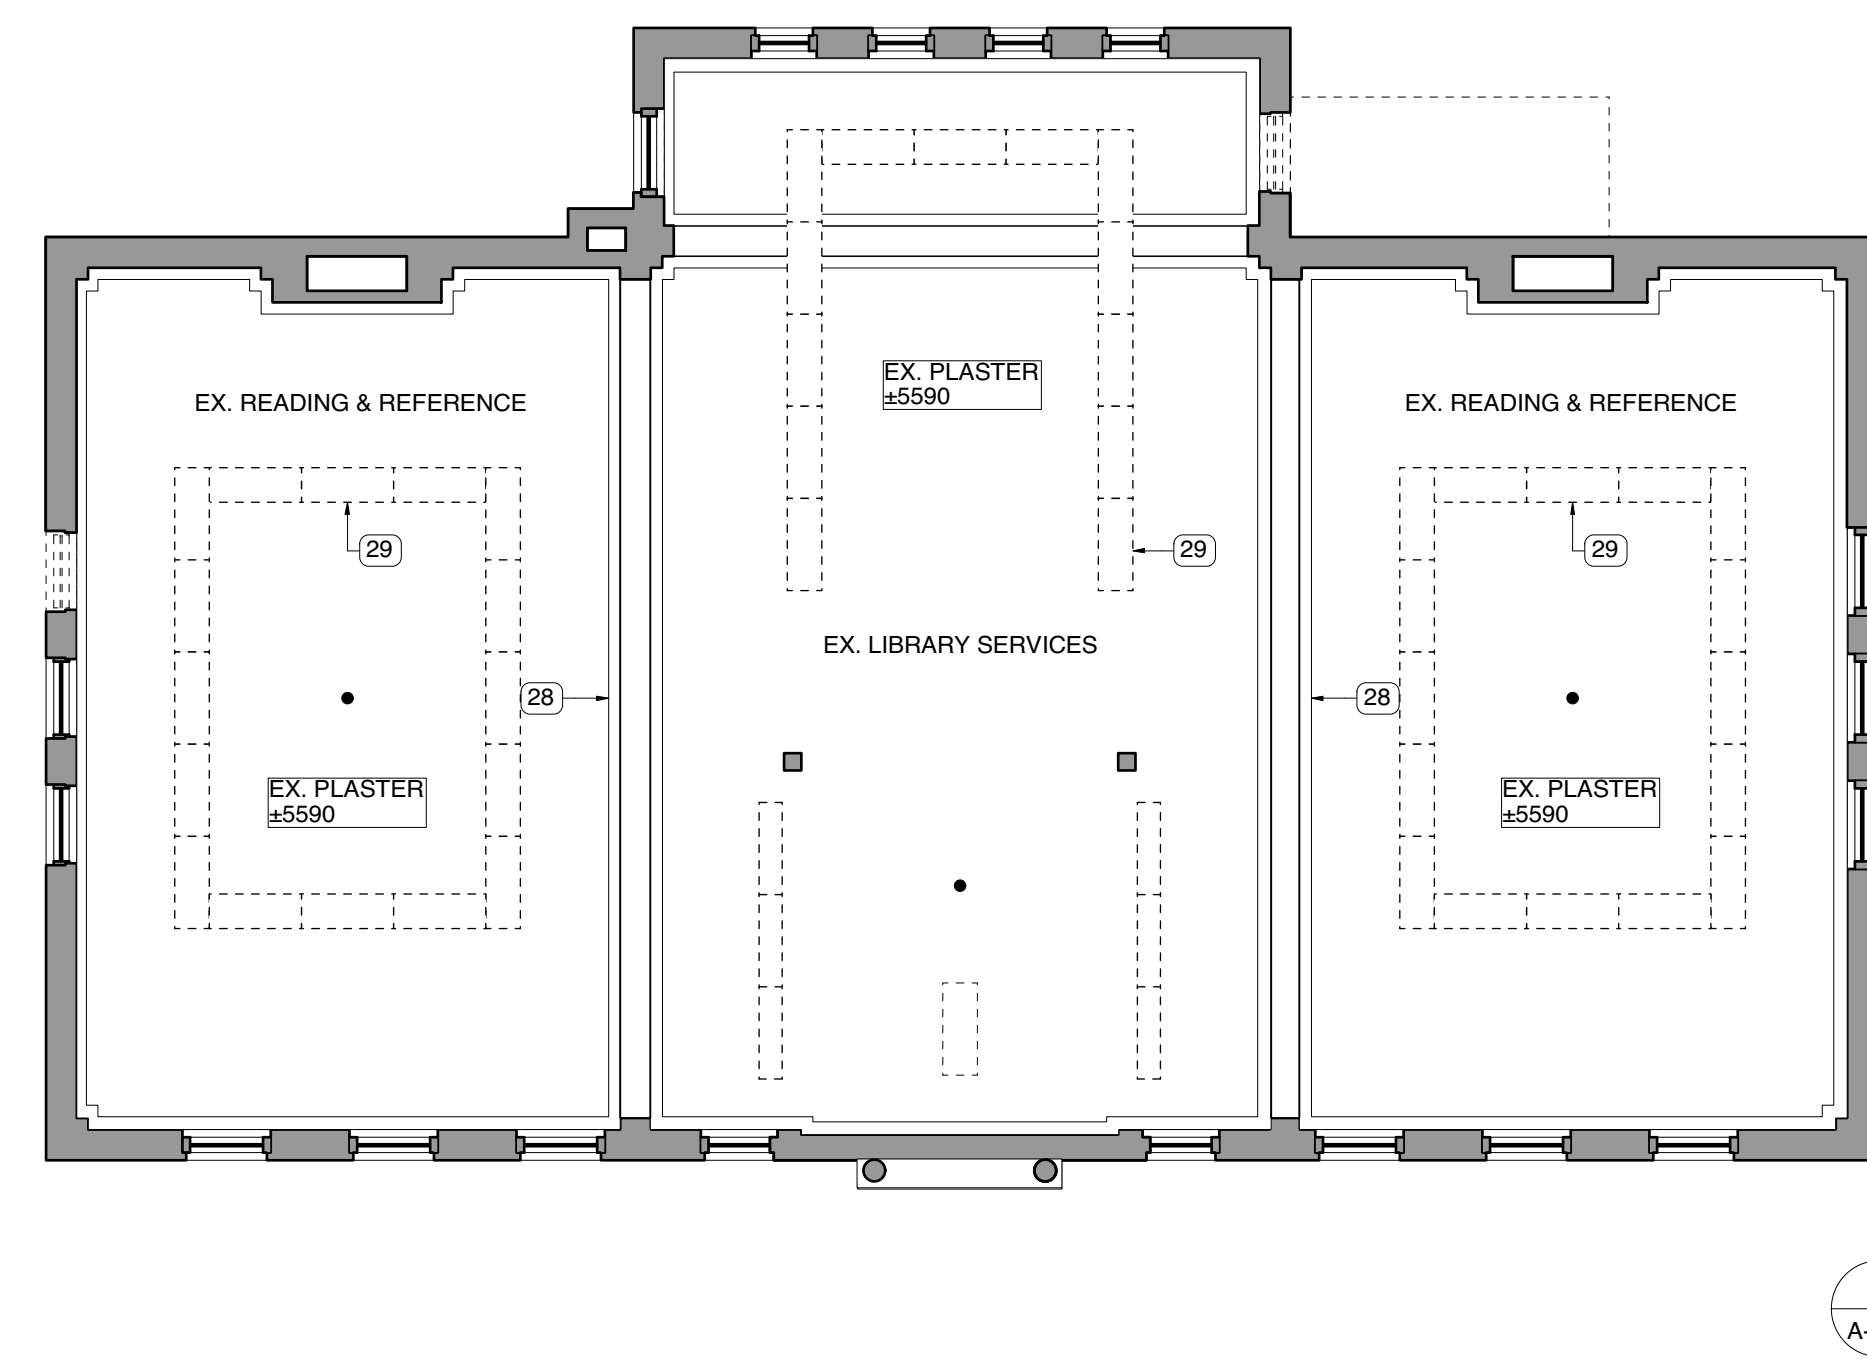 EX. PLASTER
±5590
EX. READING & REFERENCE
EX. READING & REFERENCE
29
29
29
EX. LIBRARY SERVICES
28
28
EX. PLASTER
±5590
EX. PLASTER
±5590
A-